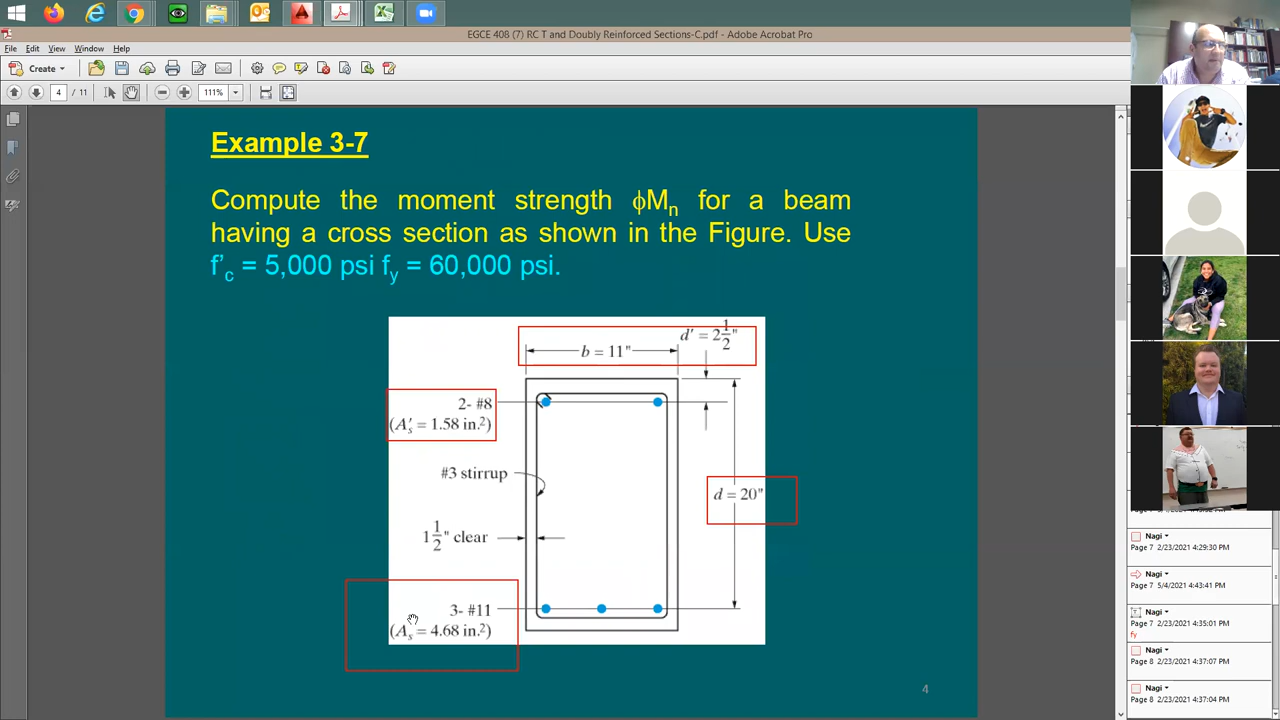 EGCE 408 (7) RC T and Doubly Reinforced Sections-C.pdf - Adobe Acrobat Pro
File Edit View Window Help
Create
4 / 11
111%
Example 3-7
Compute the moment strength ϕMn for a beam
having a cross section as shown in the Figure. Use
f'c = 5,000 psi fy = 60,000 psi.
d' = 2 1/2"
b = 11"
2- #8
(A's = 1.58 in.²)
#3 stirrup
d = 20"
1 1/2" clear
3- #11
(As = 4.68 in.²)
4
Nagi
Page 7 2/23/2021 4:29:30 PM
Nagi
Page 7 5/4/2021 4:43:41 PM
Nagi
Page 7 2/23/2021 4:35:01 PM
fy
Nagi
Page 8 2/23/2021 4:37:07 PM
Nagi
Page 8 2/23/2021 4:37:04 PM